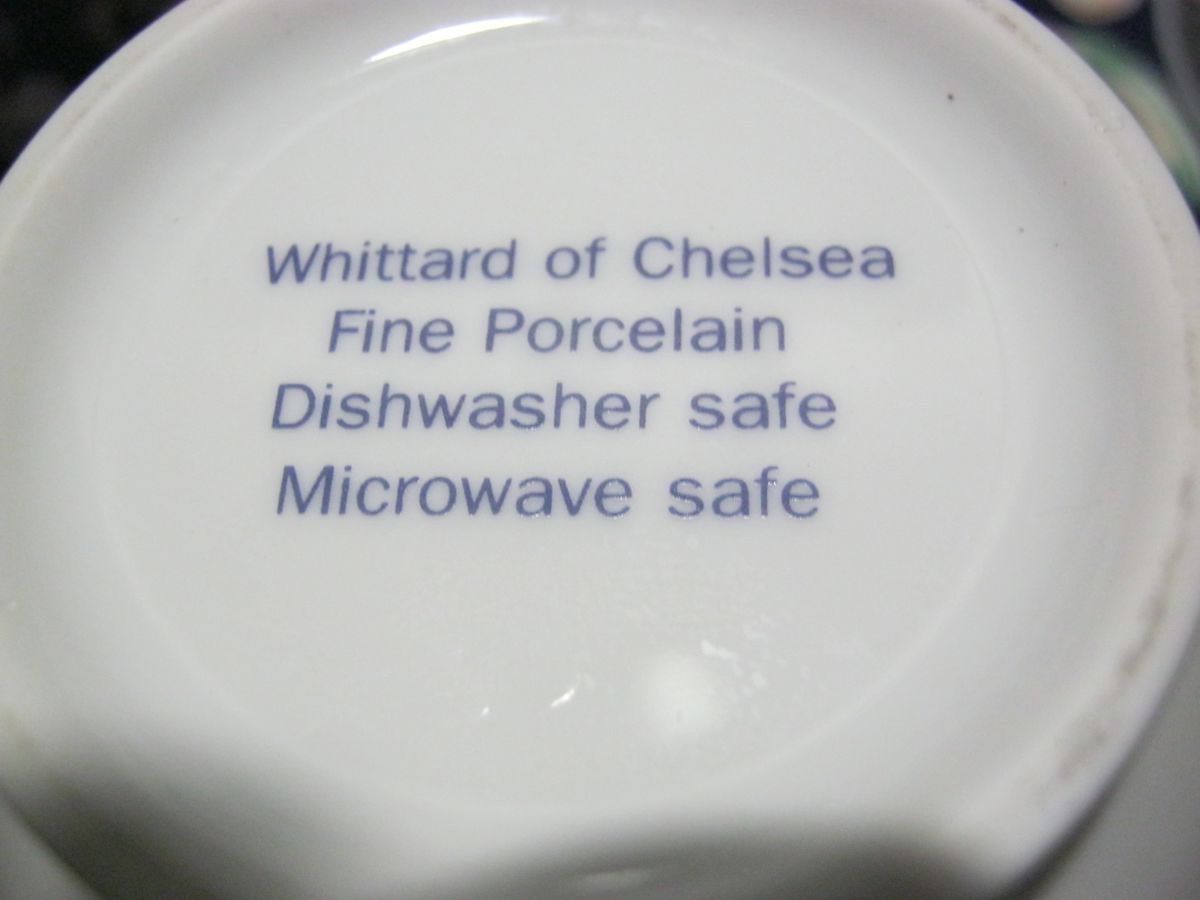 Whittard of Chelsea
Fine Porcelain
Dishwasher safe
Microwave safe